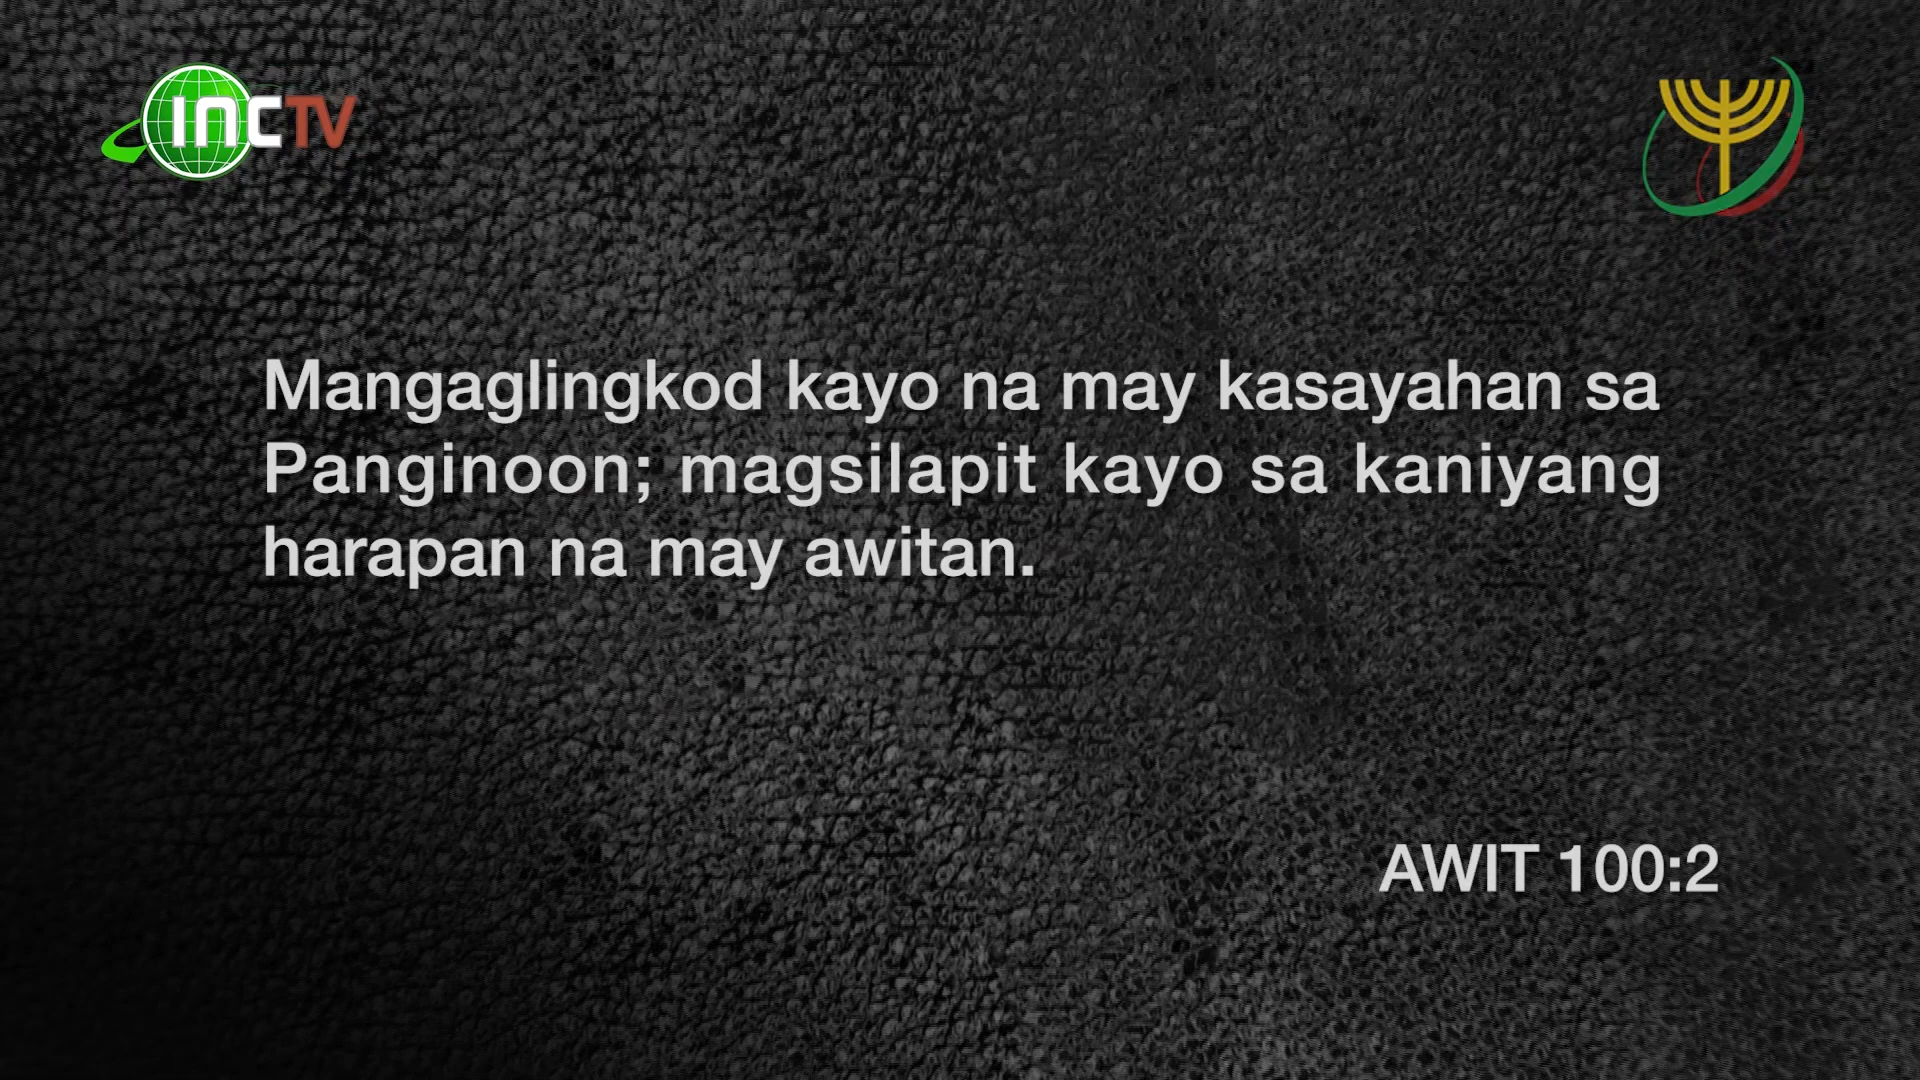 INCTV
Mangaglingkod kayo na may kasayahan sa
Panginoon; magsilapit kayo sa kaniyang
harapan na may awitan.
AWIT 100:2